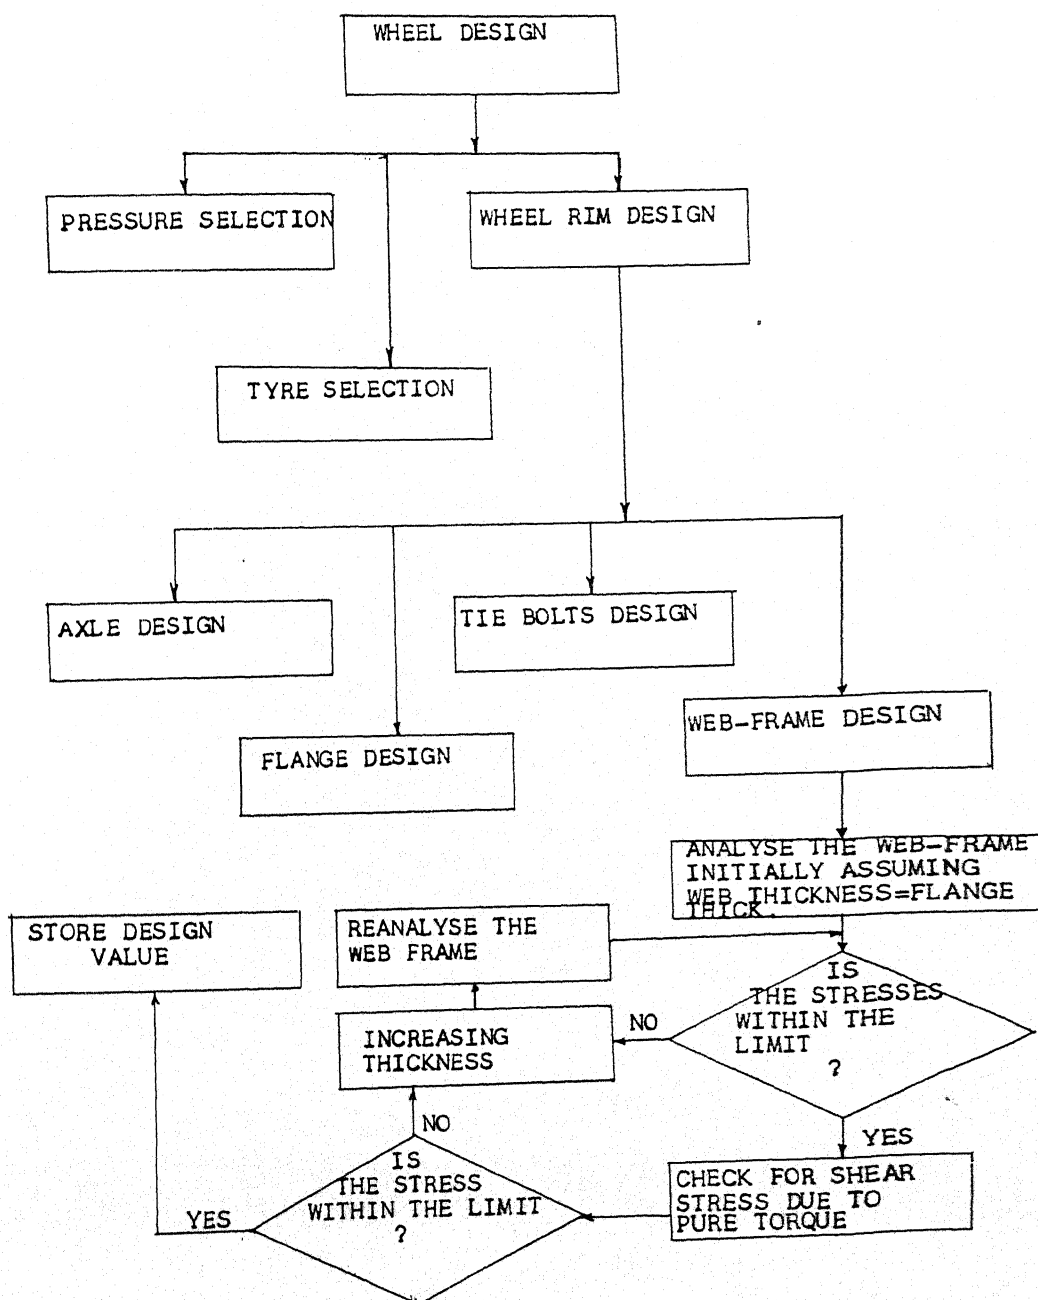 WHEEL DESIGN
PRESSURE SELECTION
WHEEL RIM DESIGN
TYRE SELECTION
AXLE DESIGN
TIE BOLTS DESIGN
FLANGE DESIGN
WEB-FRAME DESIGN
ANALYSE THE WEB-FRAME
INITIALLY ASSUMING
WEB THICKNESS=FLANGE
THICK.
STORE DESIGN
VALUE
REANALYSE THE
WEB FRAME
IS
THE STRESSES
WITHIN THE
LIMIT
?
NO
INCREASING
THICKNESS
YES
CHECK FOR SHEAR
STRESS DUE TO
PURE TORQUE
NO
IS
THE STRESS
WITHIN THE LIMIT
?
YES